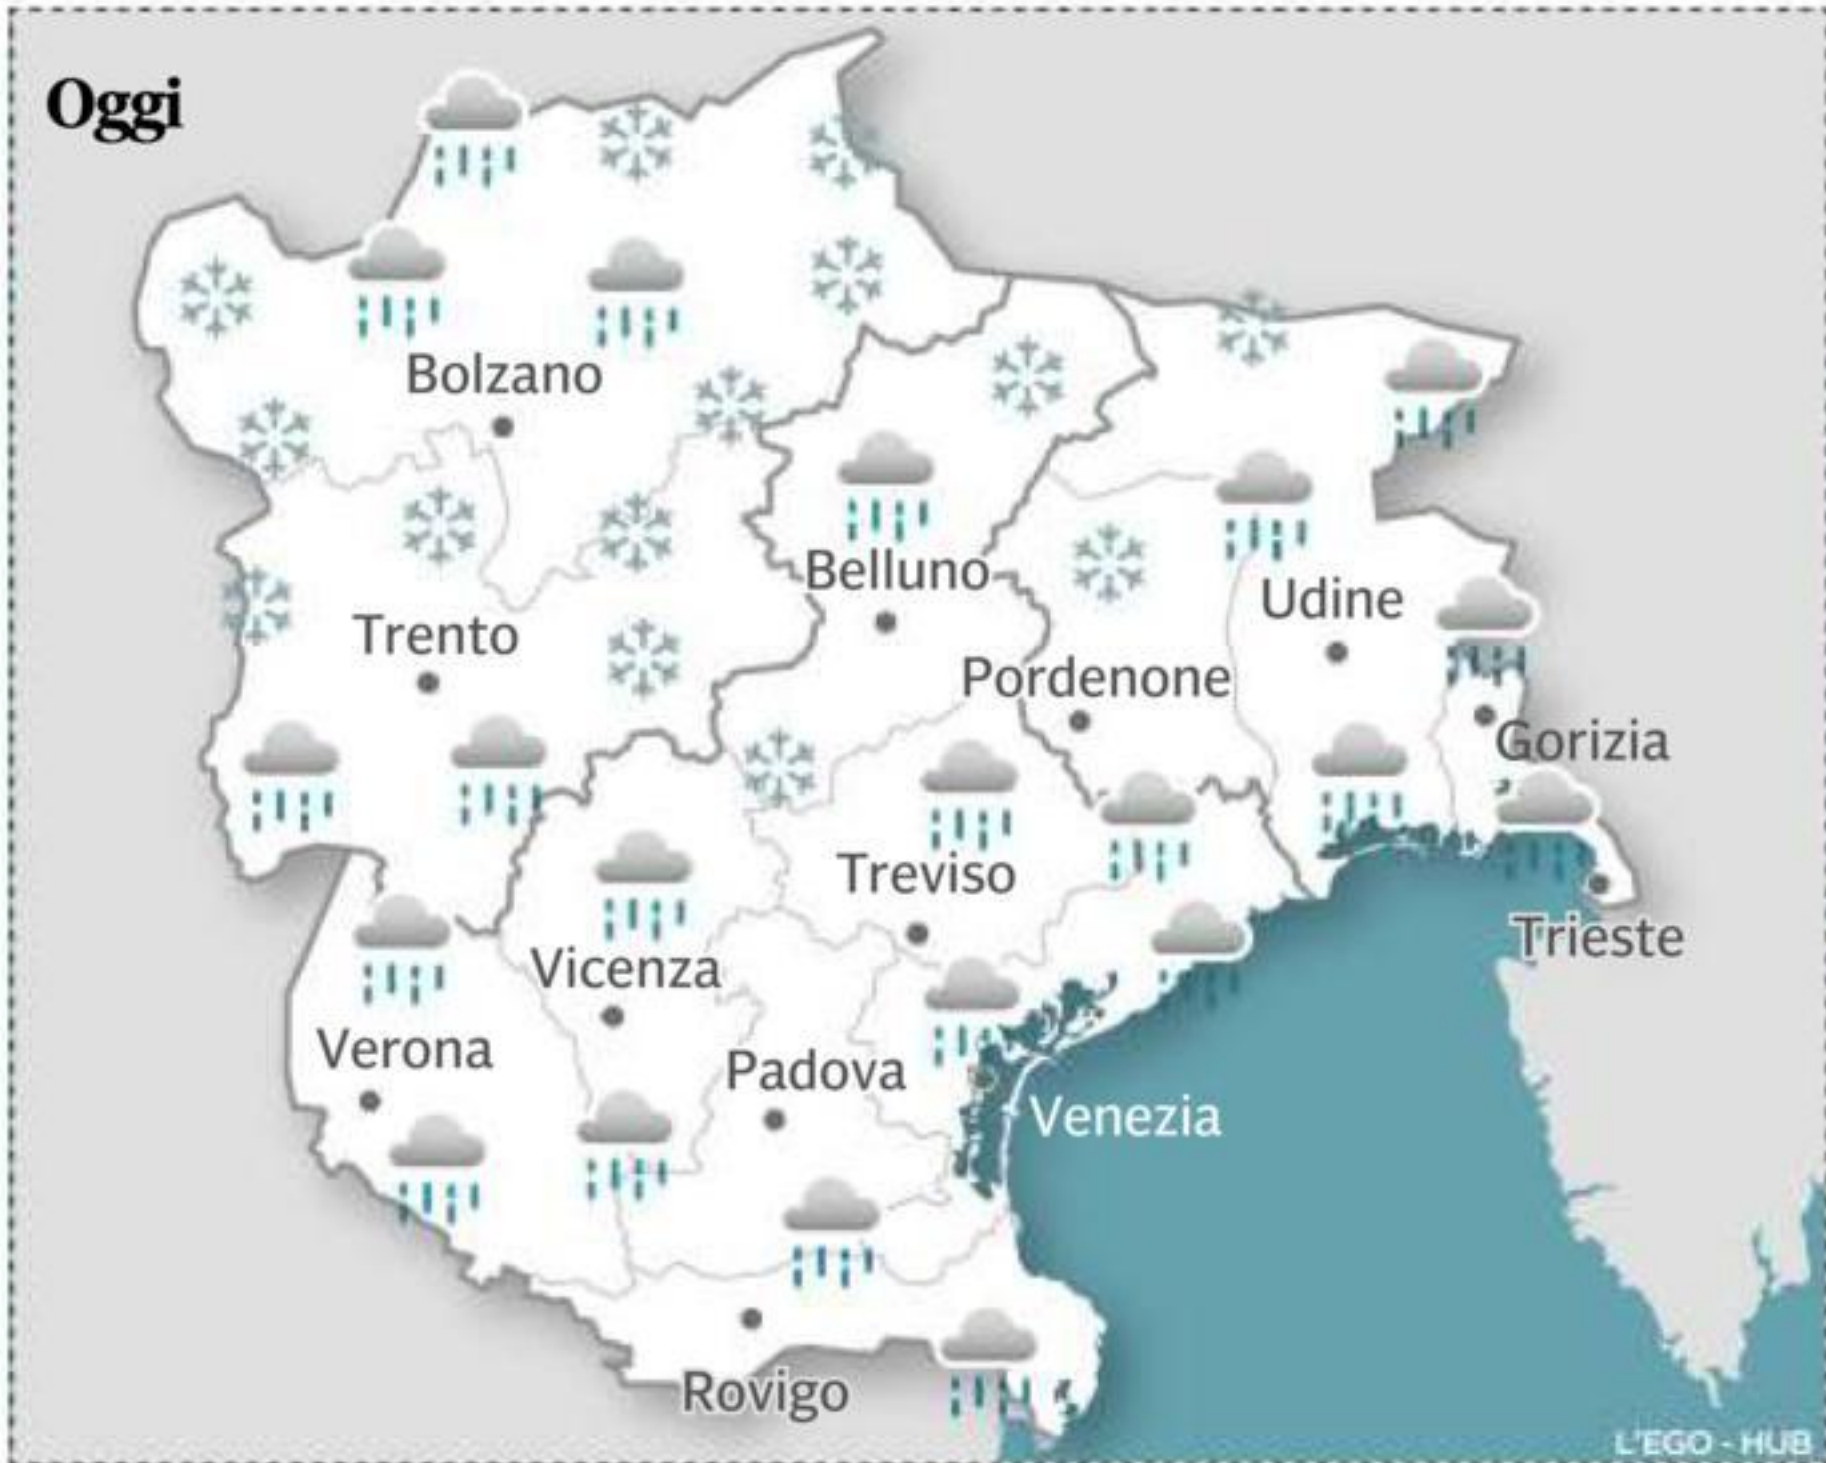 Oggi
Bolzano
Belluno
Udine
Trento
Pordenone
Gorizia
Treviso
Trieste
Vicenza
Verona
Padova
Venezia
Rovigo
L'EGO - HUB